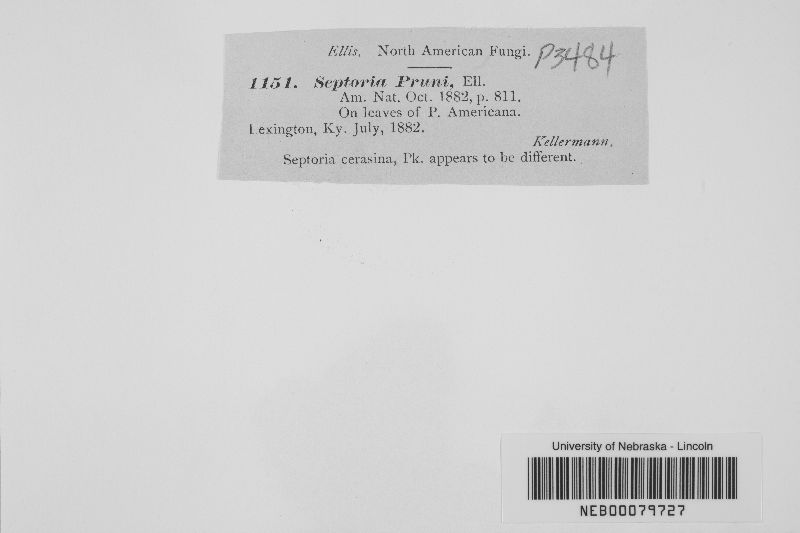 Ellis, North American Fungi. P3484
1151. Septoria Pruni, Ell.
Am. Nat. Oct. 1882, p. 811.
On leaves of P. Americana.
Lexington, Ky. July, 1882.
Kellermann.
Septoria cerasina, Pk. appears to be different.
University of Nebraska - Lincoln
NEB00079727